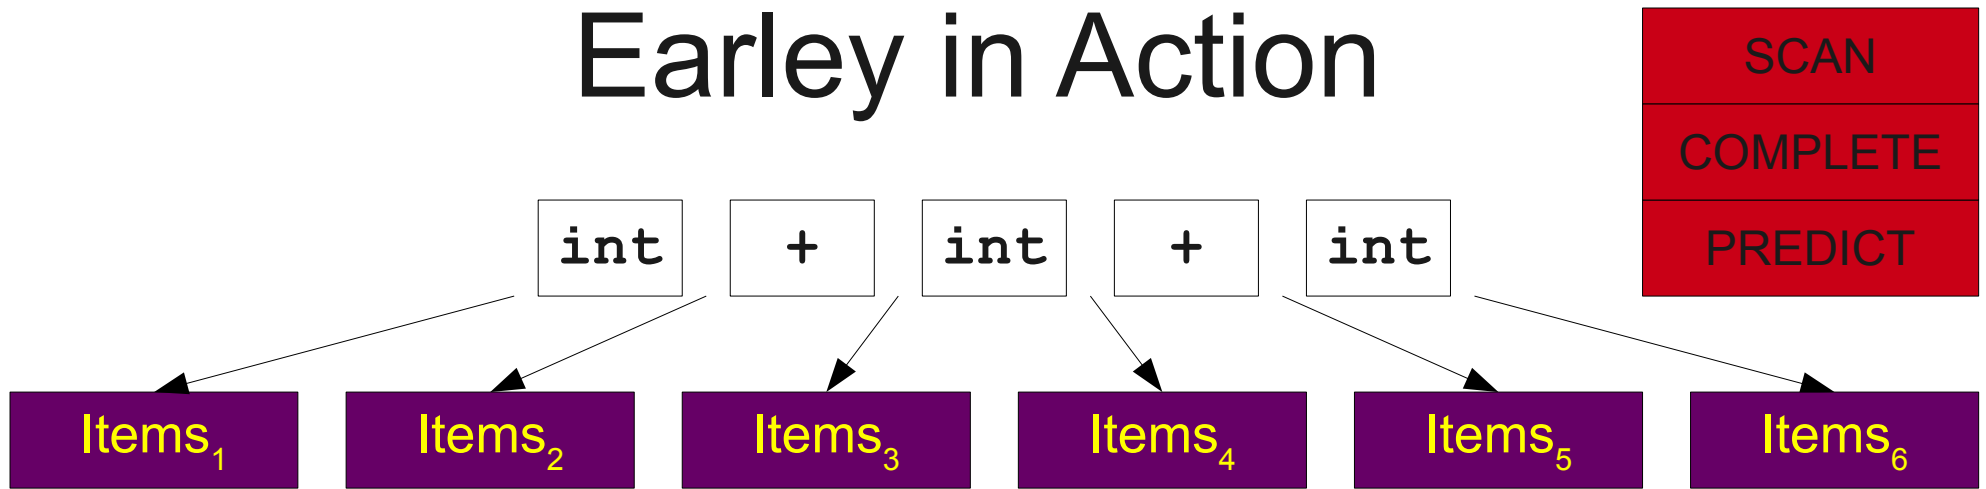 Earley in Action
SCAN
COMPLETE
PREDICT
int + int + int
Items₁ Items₂ Items₃ Items₄ Items₅ Items₆